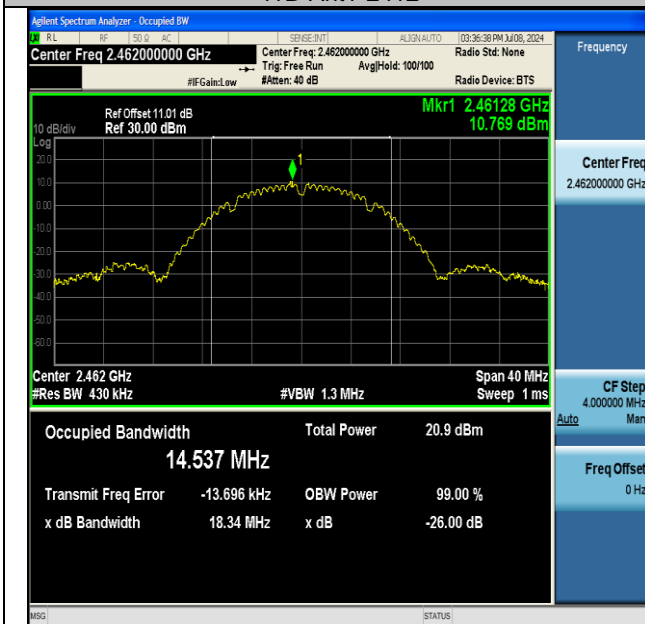 Agilent Spectrum Analyzer - Occupied BW
RL RF 50 Ω AC SENSE:INT ALIGN AUTO 03:36:38 PM Jul 08, 2024
Center Freq 2.462000000 GHz Center Freq: 2.462000000 GHz Radio Std: None
Trig: Free Run Avg|Hold: 100/100
#IFGain:Low #Atten: 40 dB Radio Device: BTS
Frequency
Mkr1 2.46128 GHz
10.769 dBm
Ref Offset 11.01 dB
10 dB/div Ref 30.00 dBm
Log
20.0
10.0
0.00
-10.0
-20.0
-30.0
-40.0
-50.0
-60.0
1
Center 2.462 GHz Span 40 MHz
#Res BW 430 kHz #VBW 1.3 MHz Sweep 1 ms
Center Freq
2.462000000 GHz
CF Step
4.000000 MHz
Auto Man
Freq Offset
0 Hz
Occupied Bandwidth Total Power 20.9 dBm
14.537 MHz
Transmit Freq Error -13.696 kHz OBW Power 99.00 %
x dB Bandwidth 18.34 MHz x dB -26.00 dB
MSG STATUS